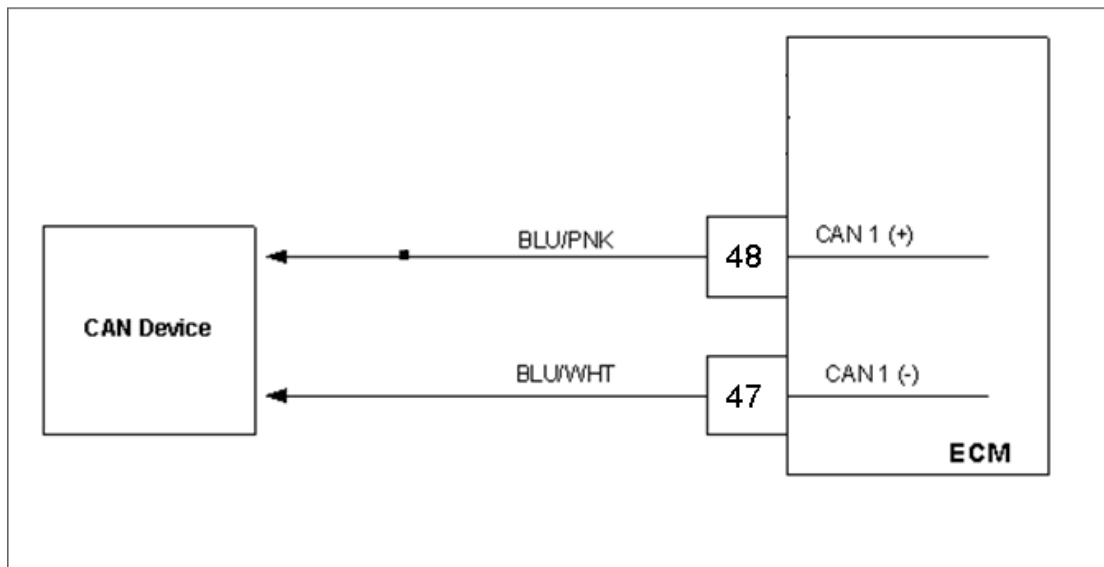 BLU/PNK
48
CAN 1 (+)
CAN Device
BLU/WHT
47
CAN 1 (-)
ECM